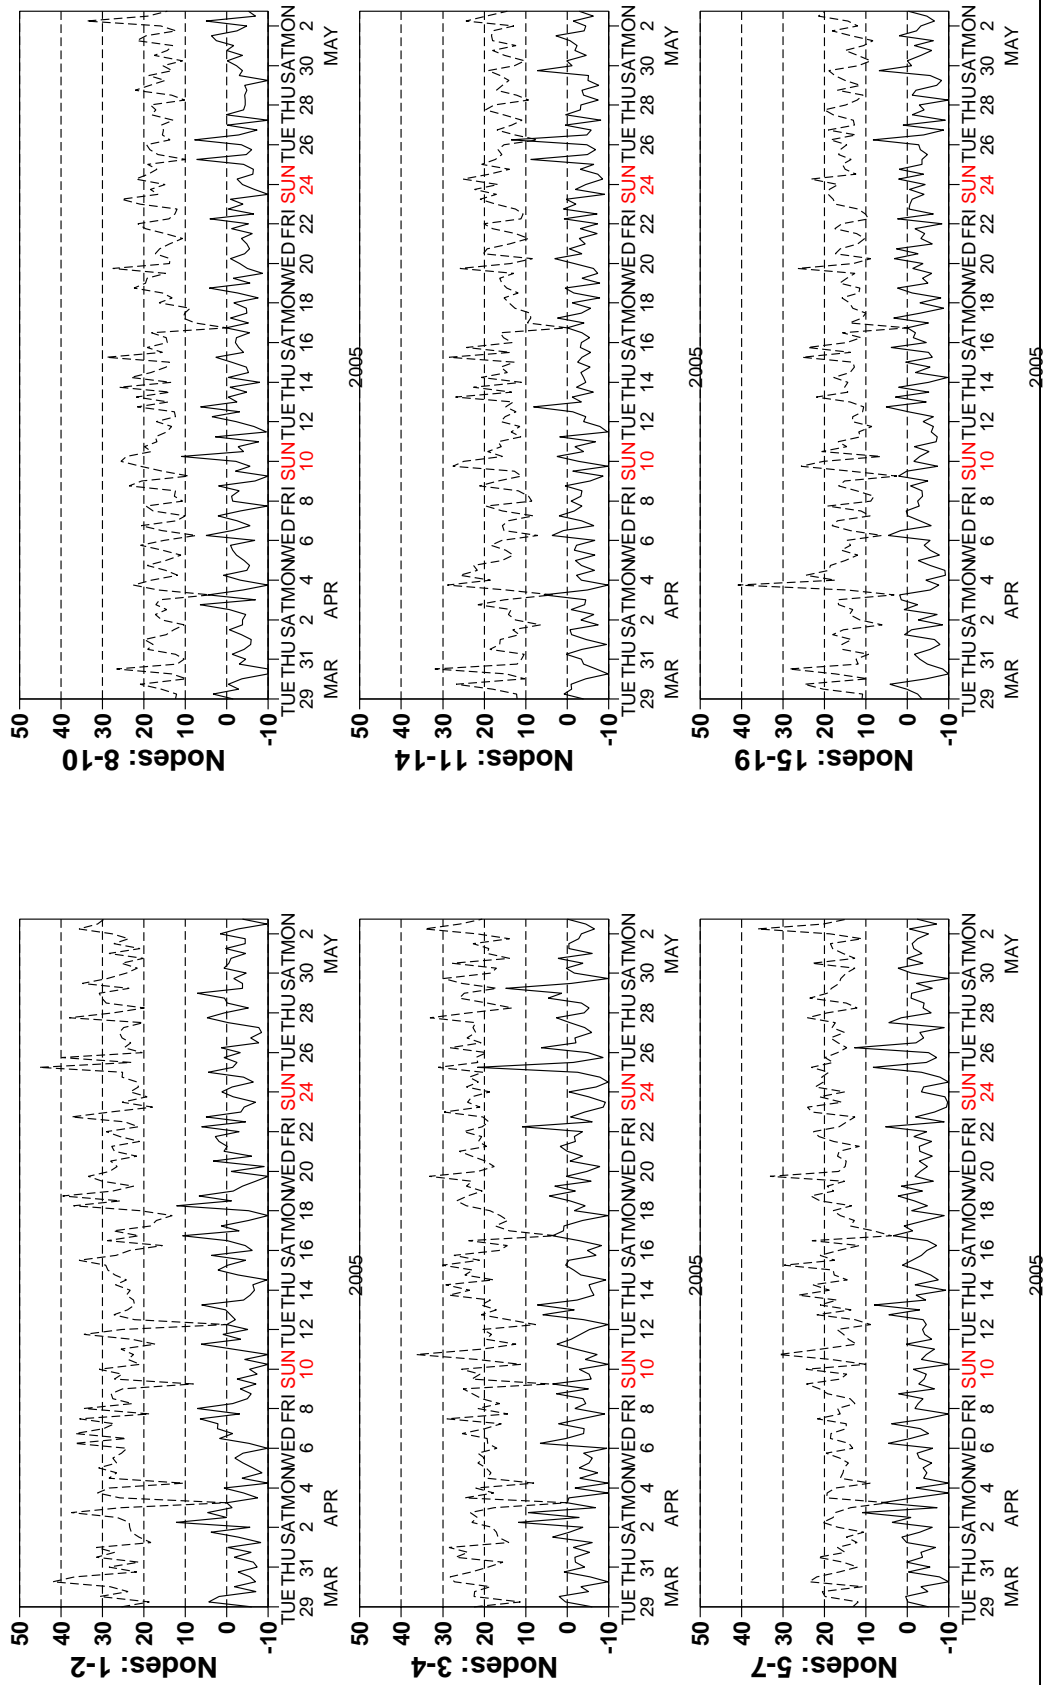 Nodes: 1-2
50
40
30
20
10
0
-10
TUE THU SAT MON WED FRI SUN TUE THU SAT MON WED FRI SUN TUE THU SAT MON
29 31 2 4 6 8 10 12 14 16 18 20 22 24 26 28 30 2
MAR APR MAY
2005
Nodes: 8-10
50
40
30
20
10
0
-10
TUE THU SAT MON WED FRI SUN TUE THU SAT MON WED FRI SUN TUE THU SAT MON
29 31 2 4 6 8 10 12 14 16 18 20 22 24 26 28 30 2
MAR APR MAY
2005
Nodes: 3-4
50
40
30
20
10
0
-10
TUE THU SAT MON WED FRI SUN TUE THU SAT MON WED FRI SUN TUE THU SAT MON
29 31 2 4 6 8 10 12 14 16 18 20 22 24 26 28 30 2
MAR APR MAY
2005
Nodes: 11-14
50
40
30
20
10
0
-10
TUE THU SAT MON WED FRI SUN TUE THU SAT MON WED FRI SUN TUE THU SAT MON
29 31 2 4 6 8 10 12 14 16 18 20 22 24 26 28 30 2
MAR APR MAY
2005
Nodes: 5-7
50
40
30
20
10
0
-10
TUE THU SAT MON WED FRI SUN TUE THU SAT MON WED FRI SUN TUE THU SAT MON
29 31 2 4 6 8 10 12 14 16 18 20 22 24 26 28 30 2
MAR APR MAY
2005
Nodes: 15-19
50
40
30
20
10
0
-10
TUE THU SAT MON WED FRI SUN TUE THU SAT MON WED FRI SUN TUE THU SAT MON
29 31 2 4 6 8 10 12 14 16 18 20 22 24 26 28 30 2
MAR APR MAY
2005